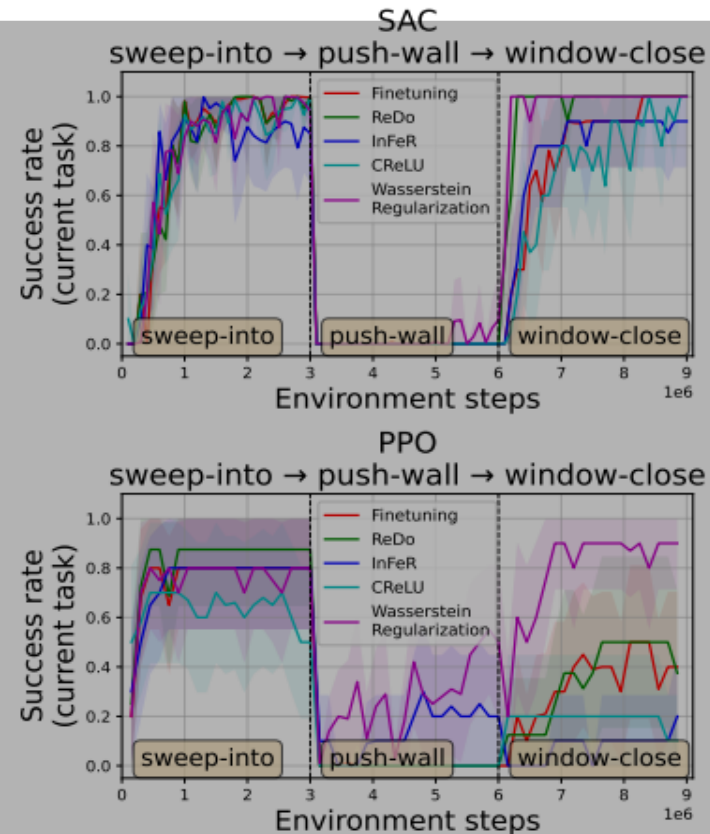 SAC
sweep-into → push-wall → window-close
Success rate
(current task)
1.0
0.8
0.6
0.4
0.2
0.0
Finetuning
ReDo
InFeR
CReLU
Wasserstein
Regularization
sweep-into
push-wall
window-close
0 1 2 3 4 5 6 7 8 9
1e6
Environment steps
PPO
sweep-into → push-wall → window-close
Success rate
(current task)
1.0
0.8
0.6
0.4
0.2
0.0
Finetuning
ReDo
InFeR
CReLU
Wasserstein
Regularization
sweep-into
push-wall
window-close
0 1 2 3 4 5 6 7 8 9
1e6
Environment steps